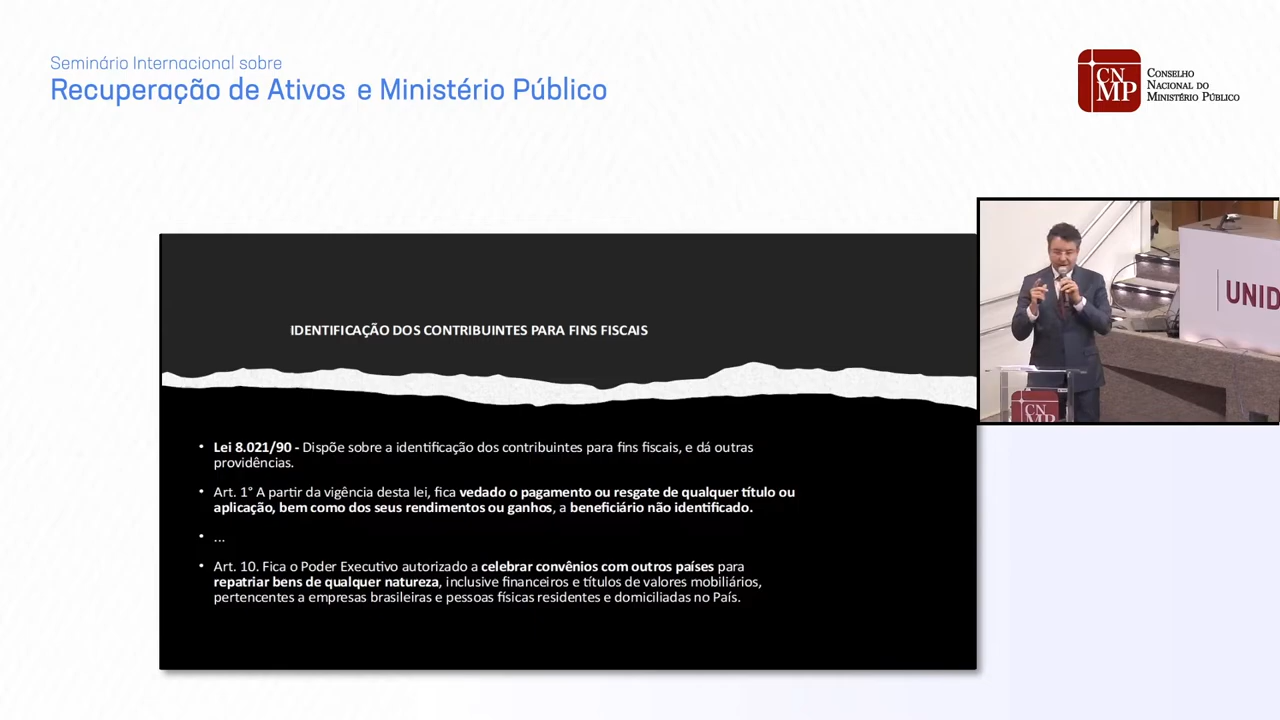 Seminário Internacional sobre
Recuperação de Ativos e Ministério Público
CN
MP
CONSELHO
NACIONAL DO
MINISTÉRIO PÚBLICO
IDENTIFICAÇÃO DOS CONTRIBUINTES PARA FINS FISCAIS
• Lei 8.021/90 - Dispõe sobre a identificação dos contribuintes para fins fiscais, e dá outras
providências.
• Art. 1° A partir da vigência desta lei, fica vedado o pagamento ou resgate de qualquer título ou
aplicação, bem como dos seus rendimentos ou ganhos, a beneficiário não identificado.
• ...
• Art. 10. Fica o Poder Executivo autorizado a celebrar convênios com outros países para
repatriar bens de qualquer natureza, inclusive financeiros e títulos de valores mobiliários,
pertencentes a empresas brasileiras e pessoas físicas residentes e domiciliadas no País.
UNID
CN
MP